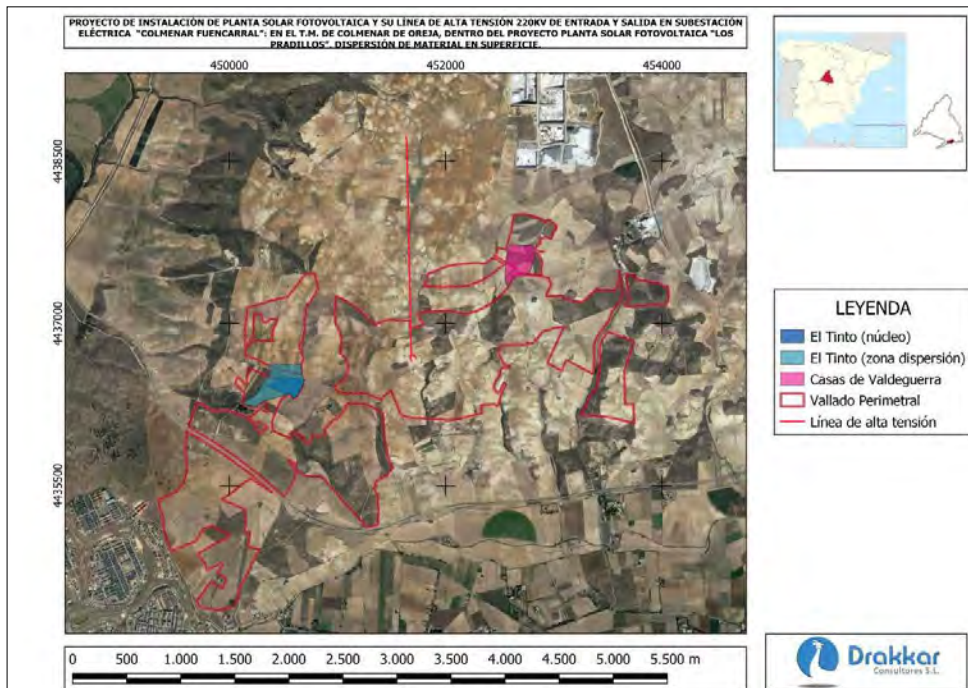 PROYECTO DE INSTALACIÓN DE PLANTA SOLAR FOTOVOLTAICA Y SU LÍNEA DE ALTA TENSIÓN 220KV DE ENTRADA Y SALIDA EN SUBESTACIÓN
ELÉCTRICA "COLMENAR FUENCARRAL": EN EL T.M. DE COLMENAR DE OREJA, DENTRO DEL PROYECTO PLANTA SOLAR FOTOVOLTAICA "LOS
PRADILLOS". DISPERSIÓN DE MATERIAL EN SUPERFICIE.
450000 452000 454000
4438500
4437000
4435500
LEYENDA
El Tinto (núcleo)
El Tinto (zona dispersión)
Casas de Valdeguerra
Vallado Perimetral
Línea de alta tensión
0 500 1.000 1.500 2.000 2.500 3.000 3.500 4.000 4.500 5.000 5.500 m
Drakkar
Consultores S.L.